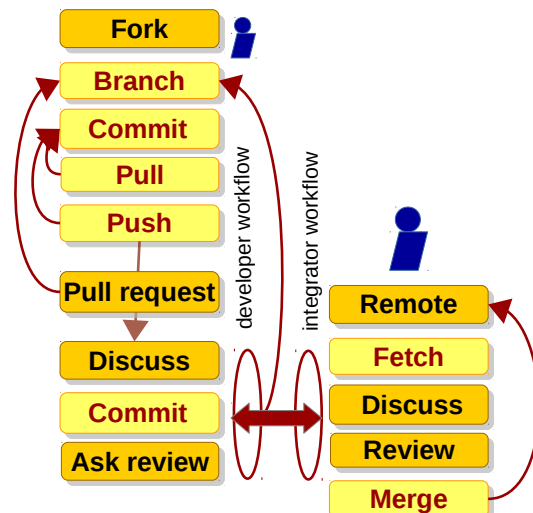 Fork
Branch
Commit
Pull
Push
Pull request
Discuss
Commit
Ask review
developer workflow
integrator workflow
Remote
Fetch
Discuss
Review
Merge